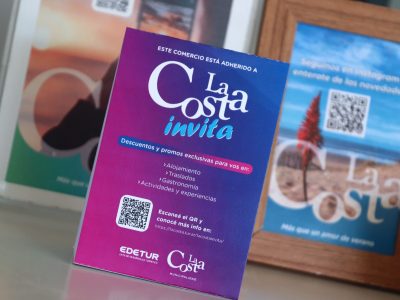 ESTE COMERCIO ESTÁ ADHERIDO A
La
Costa
invita
Descuentos y promos exclusivas para vos en:
>Alojamiento
>Traslados
>Gastronomía
>Actividades y experiencias
Escaneá el QR y
conocé más info en:
EDETUR
La
Costa
Seguinos en Instagram
enterate de las novedades
La
Costa
Más que un amor de verano
Más que